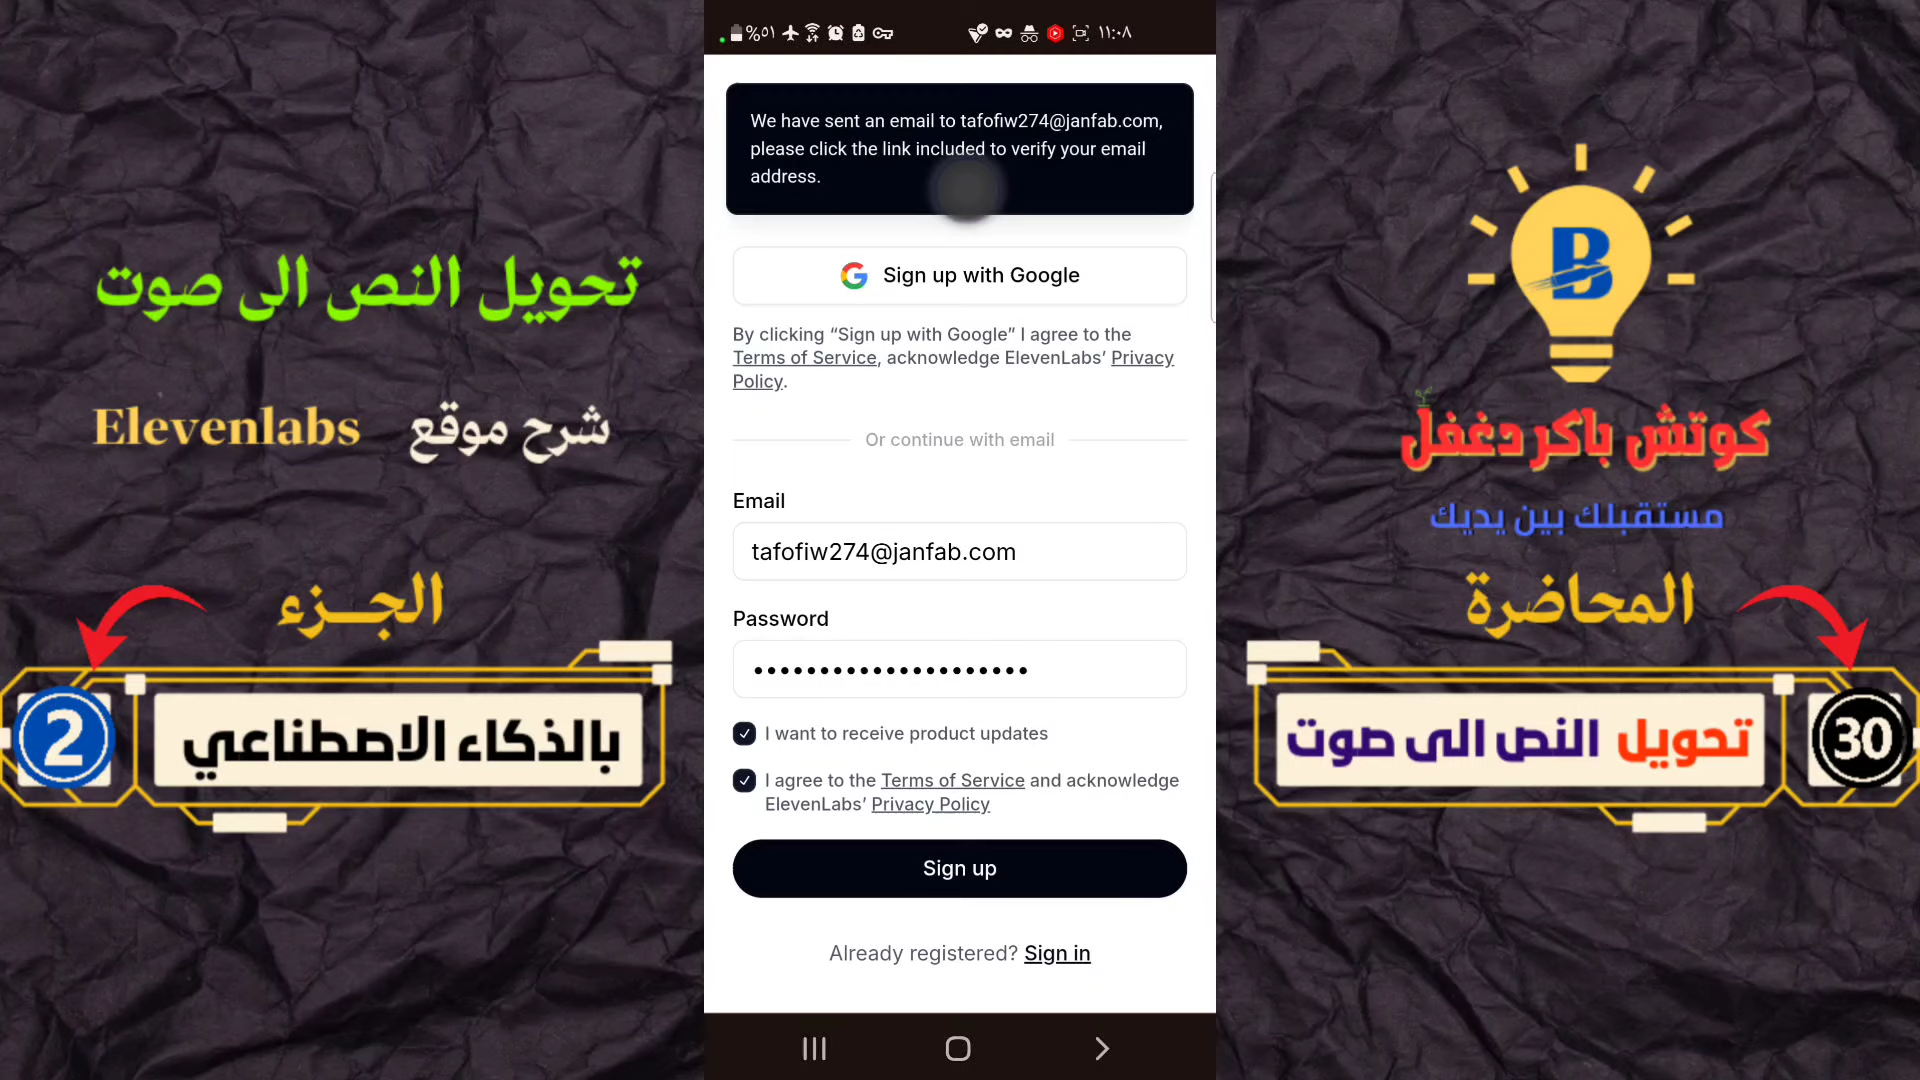 %٥١
١١:٠٨
We have sent an email to tafofiw274@janfab.com,
please click the link included to verify your email
address.
Sign up with Google
By clicking “Sign up with Google” I agree to the
Terms of Service, acknowledge ElevenLabs’ Privacy
Policy.
Or continue with email
Email
tafofiw274@janfab.com
Password
I want to receive product updates
I agree to the Terms of Service and acknowledge
ElevenLabs’ Privacy Policy
Sign up
Already registered? Sign in
تحويل النص الى صوت
شرح موقع Elevenlabs
الجـزء
2
بالذكاء الاصطناعي
B
كوتش باكر دغفل
مستقبلك بين يديك
المحاضرة
تحويل النص الى صوت
30